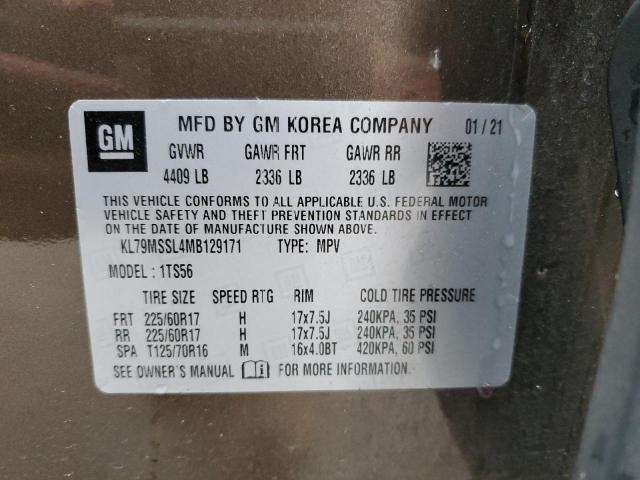 GM MFD BY GM KOREA COMPANY 01/21
GVWR GAWR FRT GAWR RR
4409 LB 2336 LB 2336 LB
THIS VEHICLE CONFORMS TO ALL APPLICABLE U.S. FEDERAL MOTOR
VEHICLE SAFETY AND THEFT PREVENTION STANDARDS IN EFFECT
ON THE DATE OF MANUFACTURE SHOWN ABOVE.
KL79MSSL4MB129171 TYPE: MPV
MODEL: 1TS56
TIRE SIZE SPEED RTG RIM COLD TIRE PRESSURE
FRT 225/60R17 H 17x7.5J 240KPA, 35 PSI
RR 225/60R17 H 17x7.5J 240KPA, 35 PSI
SPA T125/70R16 M 16x4.0BT 420KPA, 60 PSI
SEE OWNER'S MANUAL FOR MORE INFORMATION.